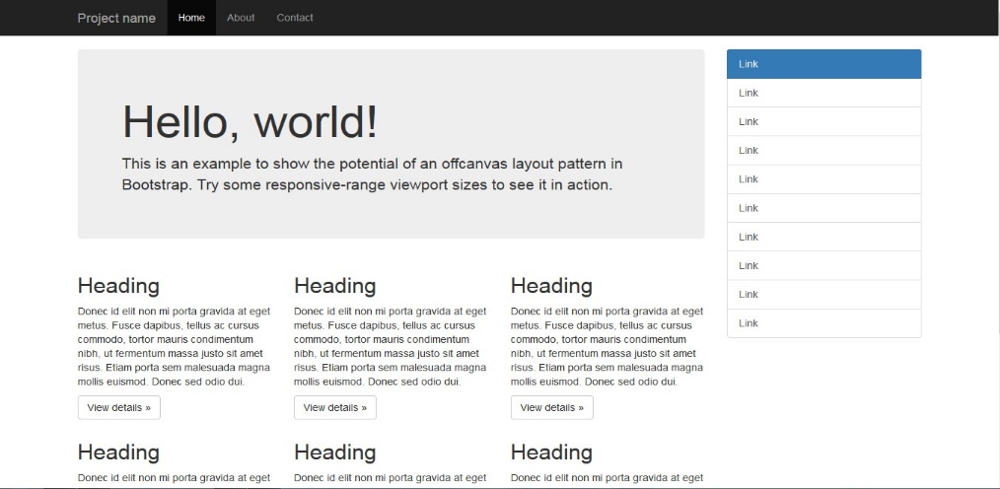 Project name Home About Contact
Hello, world!
This is an example to show the potential of an offcanvas layout pattern in
Bootstrap. Try some responsive-range viewport sizes to see it in action.
Heading
Donec id elit non mi porta gravida at eget
metus. Fusce dapibus, tellus ac cursus
commodo, tortor mauris condimentum
nibh, ut fermentum massa justo sit amet
risus. Etiam porta sem malesuada magna
mollis euismod. Donec sed odio dui.
View details »
Heading
Donec id elit non mi porta gravida at eget
metus. Fusce dapibus, tellus ac cursus
commodo, tortor mauris condimentum
nibh, ut fermentum massa justo sit amet
risus. Etiam porta sem malesuada magna
mollis euismod. Donec sed odio dui.
View details »
Heading
Donec id elit non mi porta gravida at eget
metus. Fusce dapibus, tellus ac cursus
commodo, tortor mauris condimentum
nibh, ut fermentum massa justo sit amet
risus. Etiam porta sem malesuada magna
mollis euismod. Donec sed odio dui.
View details »
Heading
Donec id elit non mi porta gravida at eget
Heading
Donec id elit non mi porta gravida at eget
Heading
Donec id elit non mi porta gravida at eget
Link
Link
Link
Link
Link
Link
Link
Link
Link
Link